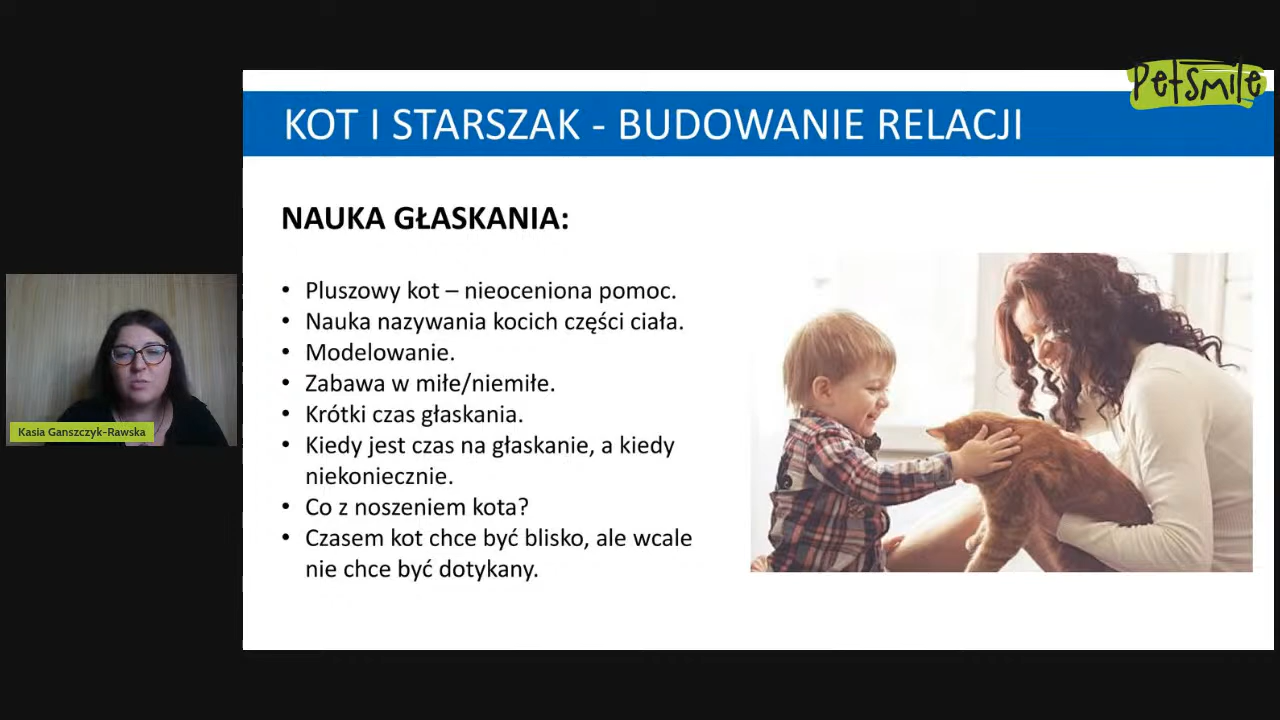 PetSmile
KOT I STARSZAK - BUDOWANIE RELACJI
NAUKA GŁASKANIA:
• Pluszowy kot – nieoceniona pomoc.
• Nauka nazywania kocich części ciała.
• Modelowanie.
• Zabawa w miłe/niemiłe.
• Krótki czas głaskania.
• Kiedy jest czas na głaskanie, a kiedy
niekoniecznie.
• Co z noszeniem kota?
• Czasem kot chce być blisko, ale wcale
nie chce być dotykany.
Kasia Ganszczyk-Rawska